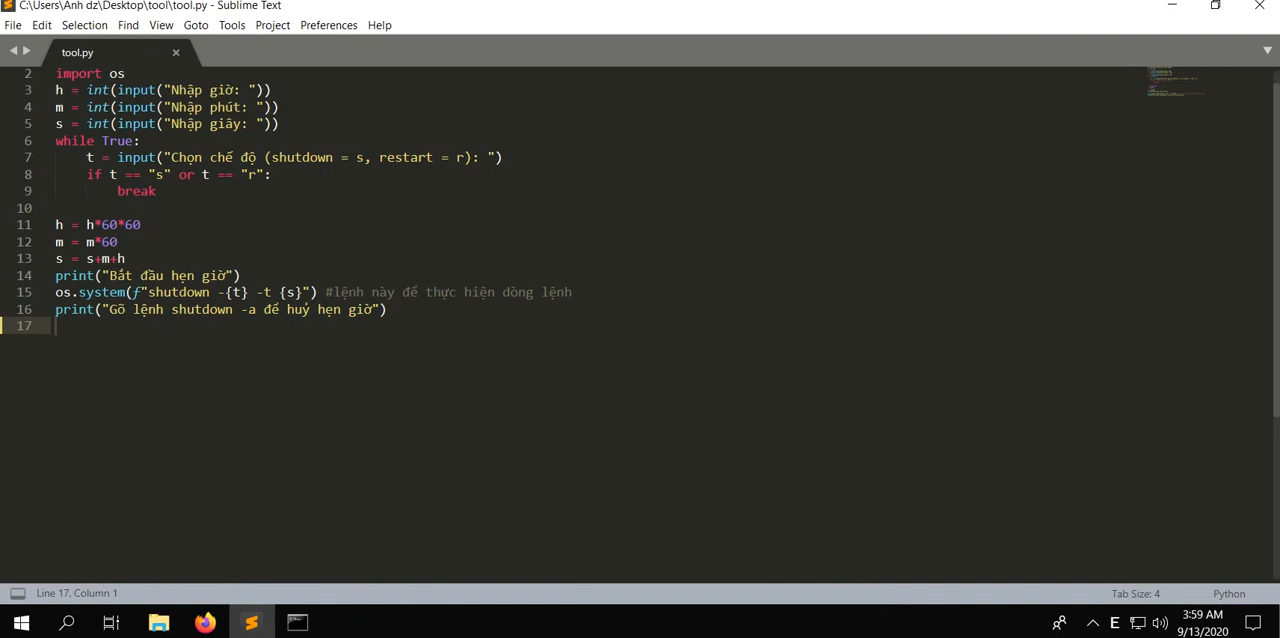 C:\Users\Anh dz\Desktop\tool\tool.py - Sublime Text
File Edit Selection Find View Goto Tools Project Preferences Help
tool.py
2 import os
3 h = int(input("Nhập giờ: "))
4 m = int(input("Nhập phút: "))
5 s = int(input("Nhập giây: "))
6 while True:
7 t = input("Chọn chế độ (shutdown = s, restart = r): ")
8 if t == "s" or t == "r":
9 break
10
11 h = h*60*60
12 m = m*60
13 s = s+m+h
14 print("Bắt đầu hẹn giờ")
15 os.system(f"shutdown -{t} -t {s}") #lệnh này để thực hiện dòng lệnh
16 print("Gõ lệnh shutdown -a để huỷ hẹn giờ")
17
Line 17, Column 1 Tab Size: 4 Python
E 3:59 AM
9/13/2020